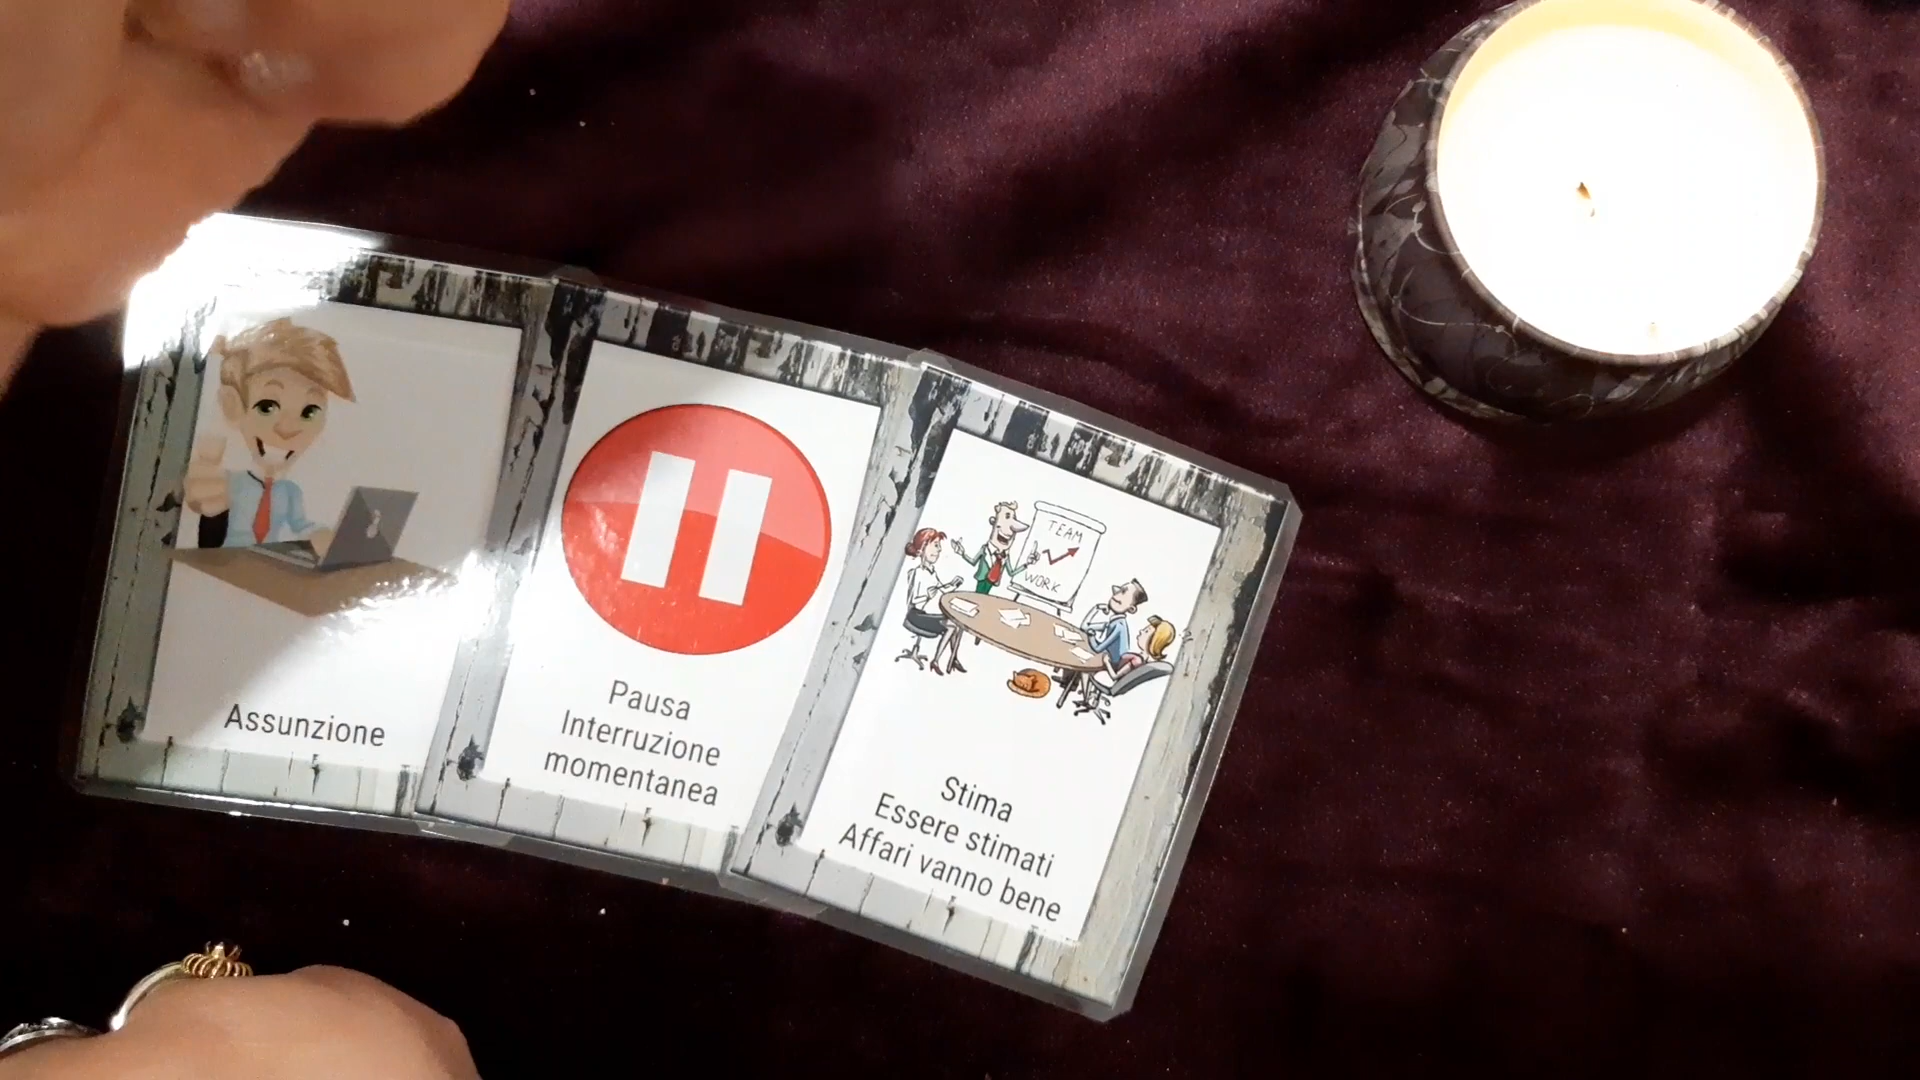 Assunzione
Pausa
Interruzione
momentanea
TEAM
WORK
Stima
Essere stimati
Affari vanno bene